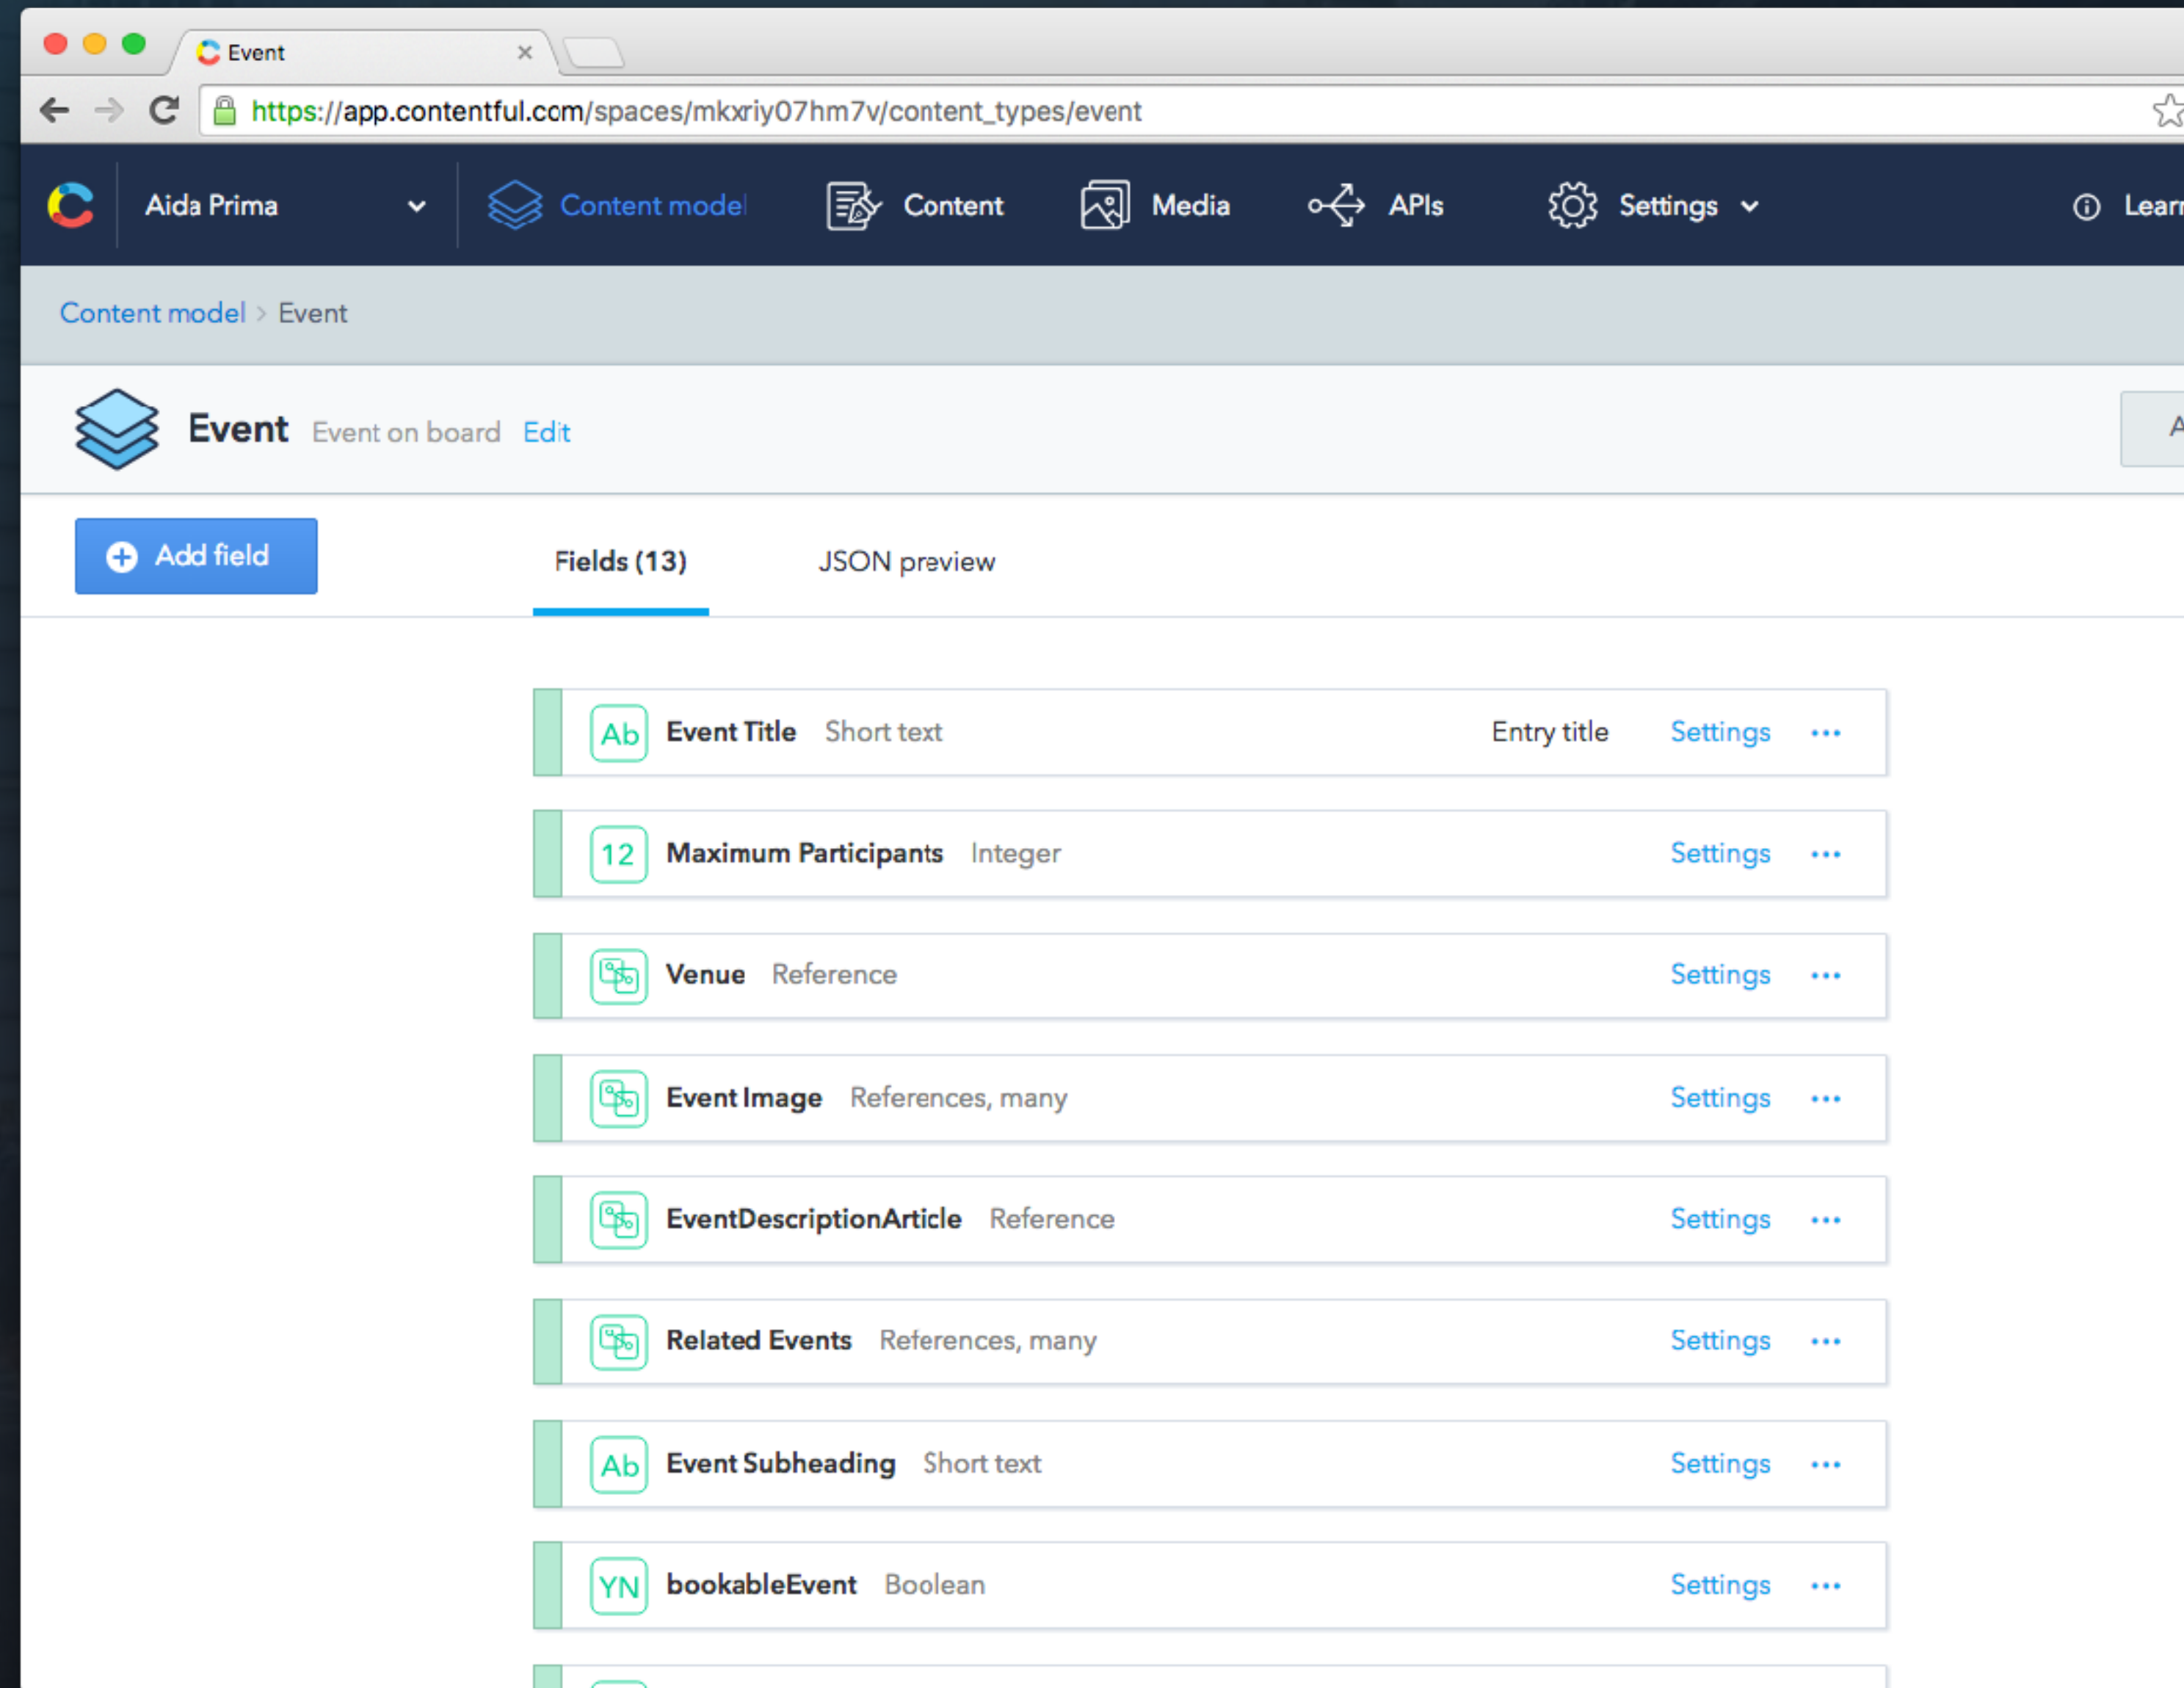 Event
https://app.contentful.com/spaces/mkxriy07hm7v/content_types/event
Aida Prima Content model Content Media APIs Settings
Content model > Event
Event Event on board Edit
Add field Fields (13) JSON preview
Ab Event Title Short text Entry title Settings
12 Maximum Participants Integer Settings
Venue Reference Settings
Event Image References, many Settings
EventDescriptionArticle Reference Settings
Related Events References, many Settings
Ab Event Subheading Short text Settings
YN bookableEvent Boolean Settings